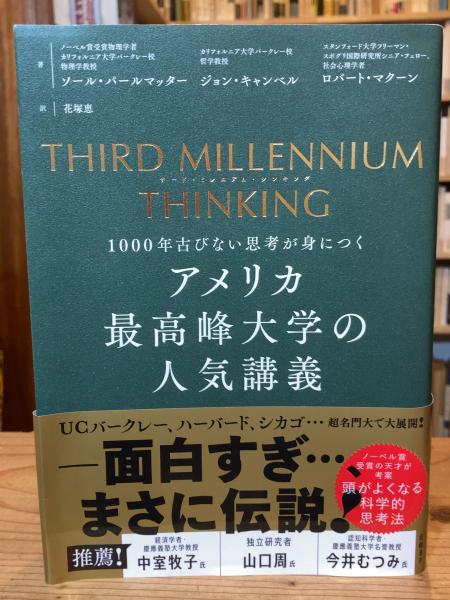 著
ノーベル賞受賞物理学者
カリフォルニア大学バークレー校
物理学教授
ソール・パールマッター
カリフォルニア大学バークレー校
哲学教授
ジョン・キャンベル
スタンフォード大学フリーマン・
スポグリ国際研究所シニア・フェロー、
社会心理学者
ロバート・マクーン
訳 花塚恵
THIRD MILLENNIUM
サード・ミレニアム・シンキング
THINKING
1000年古びない思考が身につく
アメリカ
最高峰大学の
人気講義
UCバークレー、ハーバード、シカゴ… 超名門大で大展開!
―面白すぎ…
まさに伝説!
ノーベル賞
受賞の天才が
考案
頭がよくなる
科学的
思考法
推薦!
経済学者・
慶應義塾大学教授
中室牧子氏
独立研究者
山口周氏
認知科学者・
慶應義塾大学名誉教授
今井むつみ氏